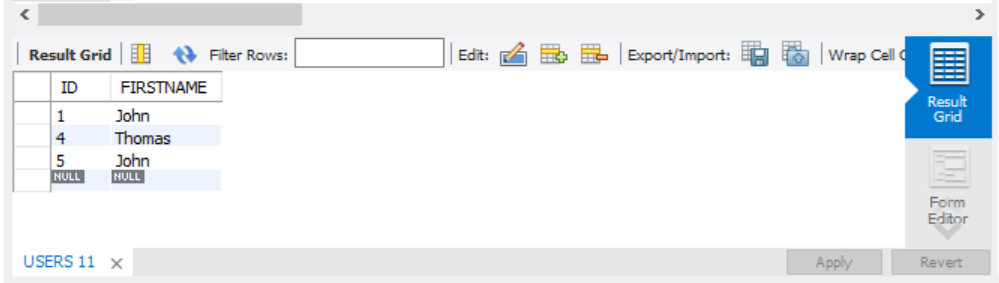 Result Grid Filter Rows: Edit: Export/Import: Wrap Cell C
ID FIRSTNAME
1 John
4 Thomas
5 John
NULL NULL
Result
Grid
Form
Editor
USERS 11 Apply Revert